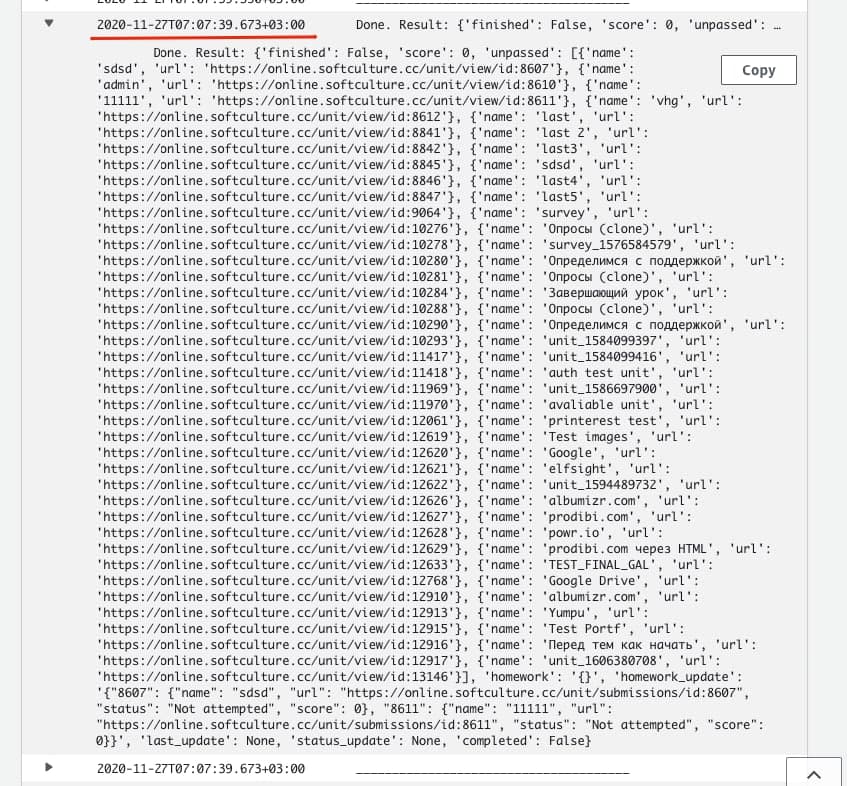 2020-11-27T07:07:39.673+03:00 Done. Result: {'finished': False, 'score': 0, 'unpassed': …
Done. Result: {'finished': False, 'score': 0, 'unpassed': [{'name':
'sdsd', 'url': 'https://online.softculture.cc/unit/view/id:8607'}, {'name':
Copy
'admin', 'url': 'https://online.softculture.cc/unit/view/id:8610'}, {'name':
'11111', 'url': 'https://online.softculture.cc/unit/view/id:8611'}, {'name': 'vhg', 'url':
'https://online.softculture.cc/unit/view/id:8612'}, {'name': 'last', 'url':
'https://online.softculture.cc/unit/view/id:8841'}, {'name': 'last 2', 'url':
'https://online.softculture.cc/unit/view/id:8842'}, {'name': 'last3', 'url':
'https://online.softculture.cc/unit/view/id:8845'}, {'name': 'sdsd', 'url':
'https://online.softculture.cc/unit/view/id:8846'}, {'name': 'last4', 'url':
'https://online.softculture.cc/unit/view/id:8847'}, {'name': 'last5', 'url':
'https://online.softculture.cc/unit/view/id:9064'}, {'name': 'survey', 'url':
'https://online.softculture.cc/unit/view/id:10276'}, {'name': 'Опросы (clone)', 'url':
'https://online.softculture.cc/unit/view/id:10278'}, {'name': 'survey_1576584579', 'url':
'https://online.softculture.cc/unit/view/id:10280'}, {'name': 'Определимся с поддержкой', 'url':
'https://online.softculture.cc/unit/view/id:10281'}, {'name': 'Опросы (clone)', 'url':
'https://online.softculture.cc/unit/view/id:10284'}, {'name': 'Завершающий урок', 'url':
'https://online.softculture.cc/unit/view/id:10288'}, {'name': 'Опросы (clone)', 'url':
'https://online.softculture.cc/unit/view/id:10290'}, {'name': 'Определимся с поддержкой', 'url':
'https://online.softculture.cc/unit/view/id:10293'}, {'name': 'unit_1584099397', 'url':
'https://online.softculture.cc/unit/view/id:11417'}, {'name': 'unit_1584099416', 'url':
'https://online.softculture.cc/unit/view/id:11418'}, {'name': 'auth test unit', 'url':
'https://online.softculture.cc/unit/view/id:11969'}, {'name': 'unit_1586697900', 'url':
'https://online.softculture.cc/unit/view/id:11970'}, {'name': 'avaliable unit', 'url':
'https://online.softculture.cc/unit/view/id:12061'}, {'name': 'printerest test', 'url':
'https://online.softculture.cc/unit/view/id:12619'}, {'name': 'Test images', 'url':
'https://online.softculture.cc/unit/view/id:12620'}, {'name': 'Google', 'url':
'https://online.softculture.cc/unit/view/id:12621'}, {'name': 'elfsight', 'url':
'https://online.softculture.cc/unit/view/id:12622'}, {'name': 'unit_1594489732', 'url':
'https://online.softculture.cc/unit/view/id:12626'}, {'name': 'albumizr.com', 'url':
'https://online.softculture.cc/unit/view/id:12627'}, {'name': 'prodibi.com', 'url':
'https://online.softculture.cc/unit/view/id:12628'}, {'name': 'powr.io', 'url':
'https://online.softculture.cc/unit/view/id:12629'}, {'name': 'prodibi.com через HTML', 'url':
'https://online.softculture.cc/unit/view/id:12633'}, {'name': 'TEST_FINAL_GAL', 'url':
'https://online.softculture.cc/unit/view/id:12768'}, {'name': 'Google Drive', 'url':
'https://online.softculture.cc/unit/view/id:12910'}, {'name': 'albumizr.com', 'url':
'https://online.softculture.cc/unit/view/id:12913'}, {'name': 'Yumpu', 'url':
'https://online.softculture.cc/unit/view/id:12915'}, {'name': 'Test Portf', 'url':
'https://online.softculture.cc/unit/view/id:12916'}, {'name': 'Перед тем как начать', 'url':
'https://online.softculture.cc/unit/view/id:12917'}, {'name': 'unit_1606380708', 'url':
'https://online.softculture.cc/unit/view/id:13146'}], 'homework': '{}', 'homework_update':
'{"8607": {"name": "sdsd", "url": "https://online.softculture.cc/unit/submissions/id:8607",
"status": "Not attempted", "score": 0}, "8611": {"name": "11111", "url":
"https://online.softculture.cc/unit/submissions/id:8611", "status": "Not attempted", "score":
0}}', 'last_update': None, 'status_update': None, 'completed': False}
2020-11-27T07:07:39.673+03:00 _______________________________________